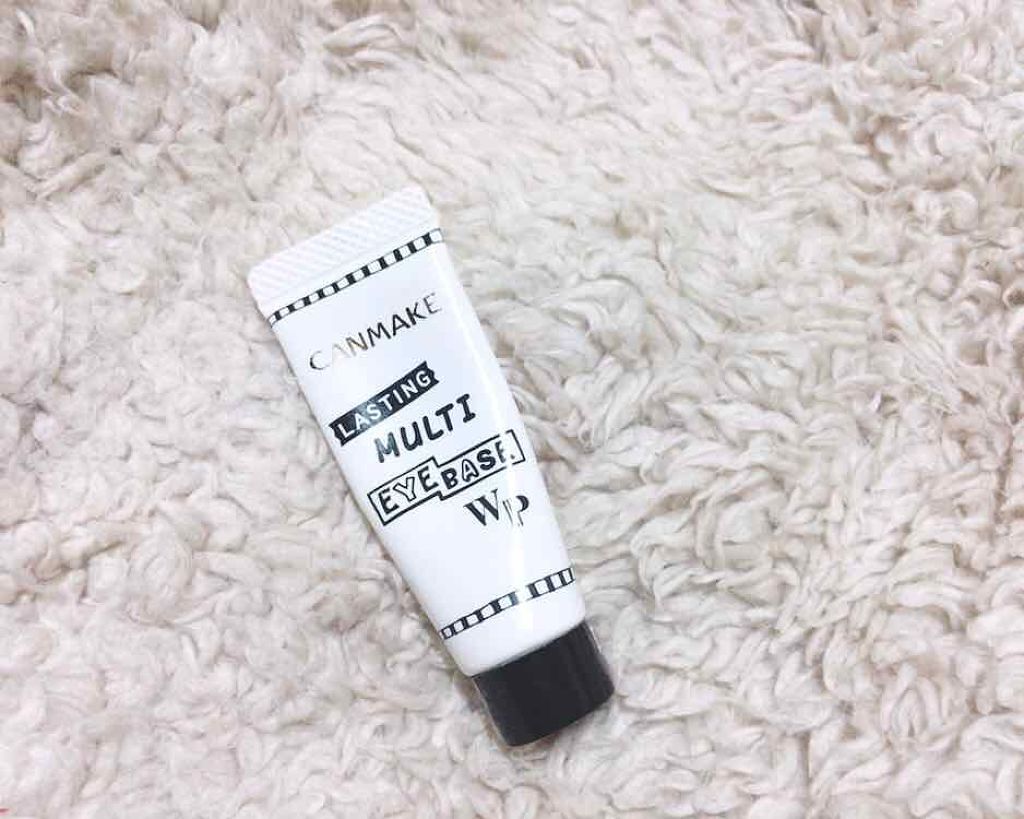 CANMAKE
LASTING
MULTI
EYE BASE
WP